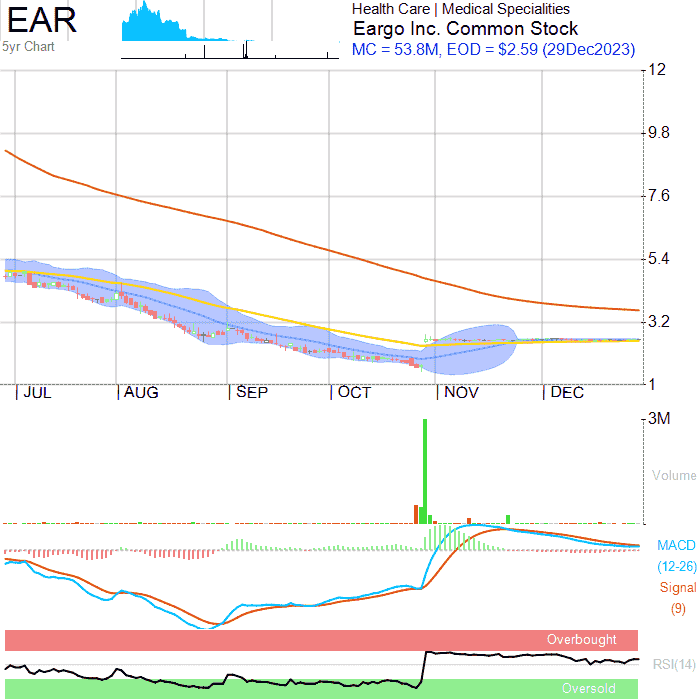 EAR
5yr Chart
Health Care | Medical Specialities
Eargo Inc. Common Stock
MC = 53.8M, EOD = $2.59 (29Dec2023)
12
9.8
7.6
5.4
3.2
1
JUL AUG SEP OCT NOV DEC
3M
Volume
MACD
(12-26)
Signal
(9)
Overbought
RSI(14)
Oversold